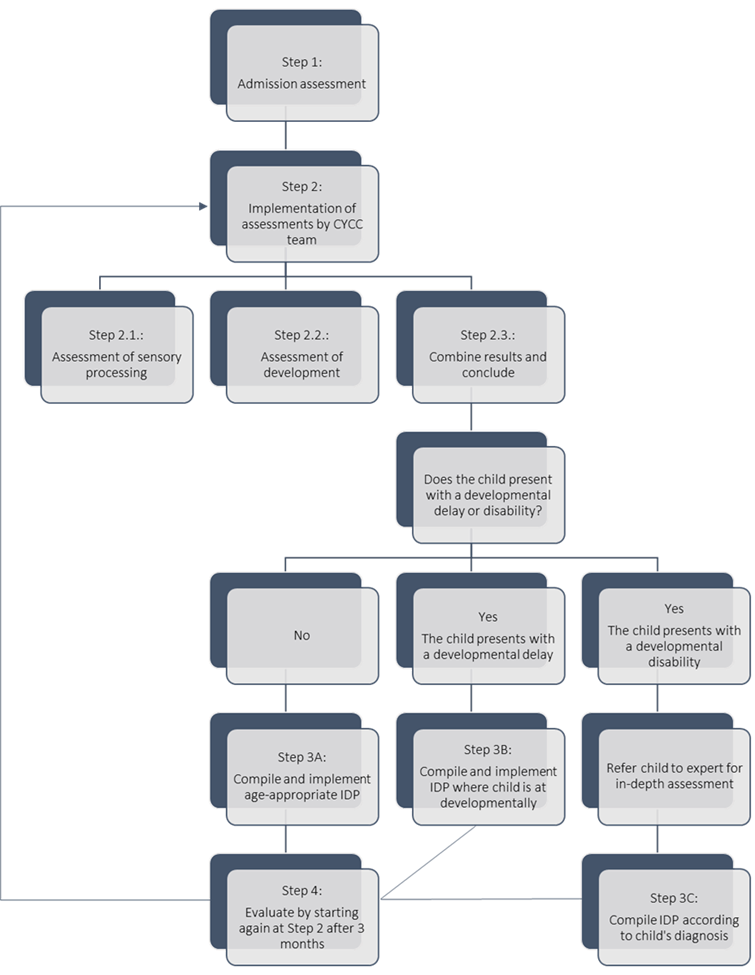 Step 1:
Admission assessment
Step 2:
Implementation of
assessments by CYCC
team
Step 2.1.:
Assessment of sensory
processing
Step 2.2.:
Assessment of
development
Step 2.3.:
Combine results and
conclude
Does the child present
with a developmental
delay or disability?
No
Yes
The child presents with
a developmental delay
Yes
The child presents with
a developmental
disability
Step 3A:
Compile and implement
age-appropriate IDP
Step 3B:
Compile and implement
IDP where child is at
developmentally
Refer child to expert for
in-depth assessment
Step 4:
Evaluate by starting
again at Step 2 after 3
months
Step 3C:
Compile IDP according
to child's diagnosis